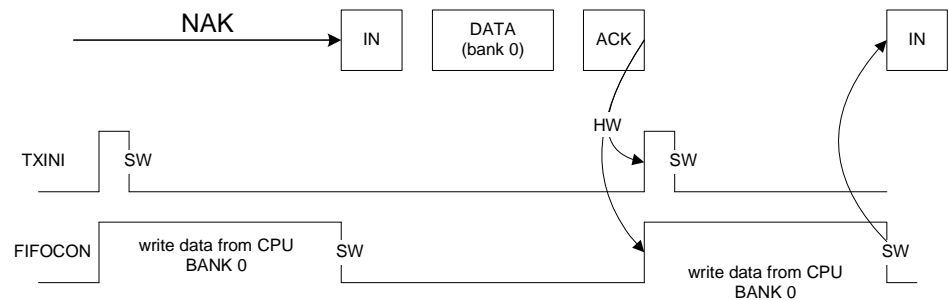 NAK
IN
DATA
(bank 0)
ACK
IN
HW
TXINI
SW
SW
FIFOCON
write data from CPU
BANK 0
SW
write data from CPU
BANK 0
SW